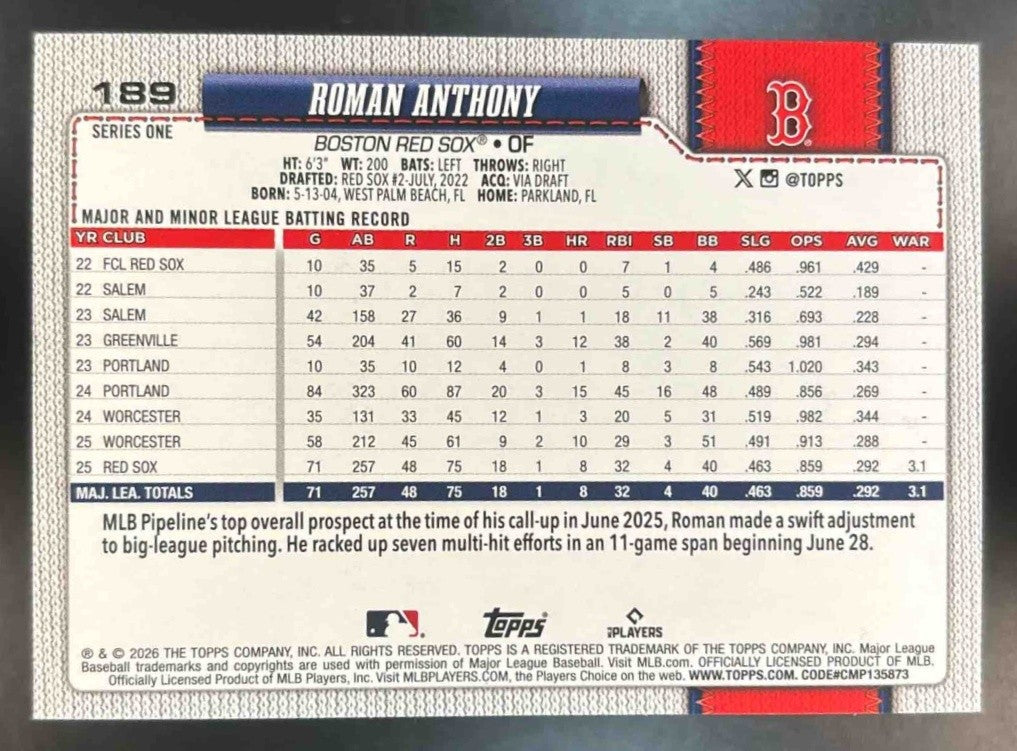 189
ROMAN ANTHONY
B
SERIES ONE
BOSTON RED SOX® • OF
HT: 6'3" WT: 200 BATS: LEFT THROWS: RIGHT
DRAFTED: RED SOX #2-JULY, 2022 ACQ: VIA DRAFT
BORN: 5-13-04, WEST PALM BEACH, FL HOME: PARKLAND, FL
X @TOPPS
MAJOR AND MINOR LEAGUE BATTING RECORD
YR CLUB G AB R H 2B 3B HR RBI SB BB SLG OPS AVG WAR
22 FCL RED SOX 10 35 5 15 2 0 0 7 1 4 .486 .961 .429 -
22 SALEM 10 37 2 7 2 0 0 5 0 5 .243 .522 .189 -
23 SALEM 42 158 27 36 9 1 1 18 11 38 .316 .693 .228 -
23 GREENVILLE 54 204 41 60 14 3 12 38 2 40 .569 .981 .294 -
23 PORTLAND 10 35 10 12 4 0 1 8 3 8 .543 1.020 .343 -
24 PORTLAND 84 323 60 87 20 3 15 45 16 48 .489 .856 .269 -
24 WORCESTER 35 131 33 45 12 1 3 20 5 31 .519 .982 .344 -
25 WORCESTER 58 212 45 61 9 2 10 29 3 51 .491 .913 .288 -
25 RED SOX 71 257 48 75 18 1 8 32 4 40 .463 .859 .292 3.1
MAJ. LEA. TOTALS 71 257 48 75 18 1 8 32 4 40 .463 .859 .292 3.1
MLB Pipeline's top overall prospect at the time of his call-up in June 2025, Roman made a swift adjustment
to big-league pitching. He racked up seven multi-hit efforts in an 11-game span beginning June 28.
topps
PLAYERS
® & © 2026 THE TOPPS COMPANY, INC. ALL RIGHTS RESERVED. TOPPS IS A REGISTERED TRADEMARK OF THE TOPPS COMPANY, INC. Major League
Baseball trademarks and copyrights are used with permission of Major League Baseball. Visit MLB.com. OFFICIALLY LICENSED PRODUCT OF MLB.
Officially Licensed Product of MLB Players, Inc. Visit MLBPLAYERS.COM, the Players Choice on the web. WWW.TOPPS.COM. CODE#CMP135873